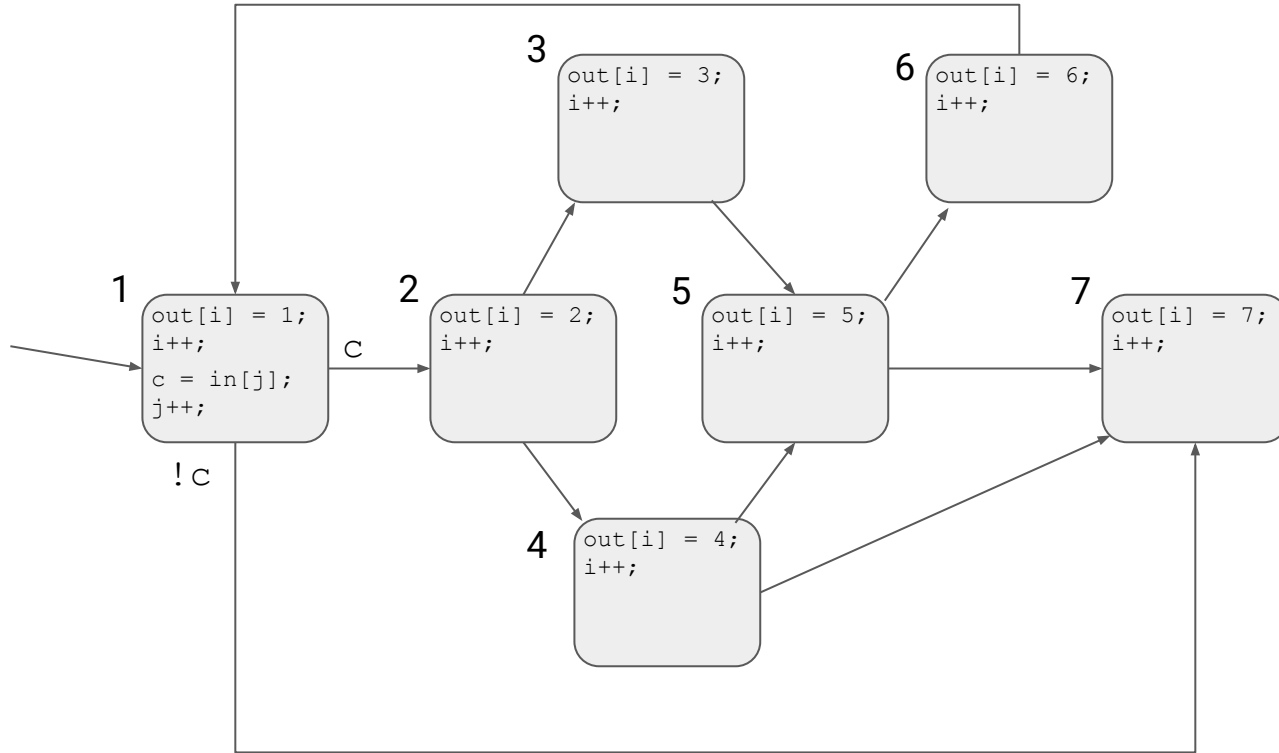 3
out[i] = 3;
i++;
6
out[i] = 6;
i++;
1
out[i] = 1;
i++;
c = in[j];
j++;
c
!c
2
out[i] = 2;
i++;
5
out[i] = 5;
i++;
7
out[i] = 7;
i++;
4
out[i] = 4;
i++;